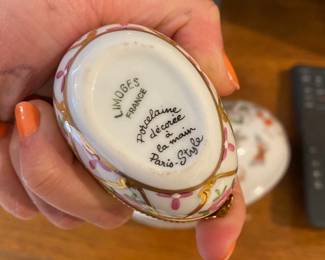 LIMOGES
FRANCE
porcelaine
décorée
à
la main
Paris-Style